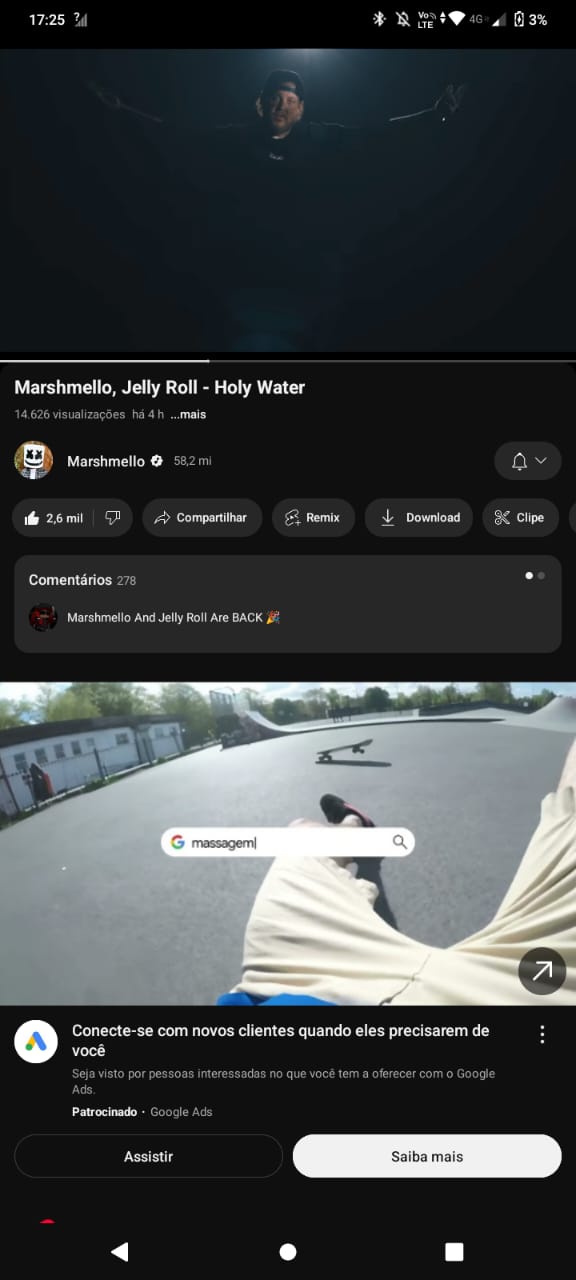 17:25
Vo LTE 4G 3%
Marshmello, Jelly Roll - Holy Water
14.626 visualizações há 4 h ...mais
Marshmello 58,2 mi
2,6 mil Compartilhar Remix Download Clipe
Comentários 278
Marshmello And Jelly Roll Are BACK 🎉
massagem
Conecte-se com novos clientes quando eles precisarem de
você
Seja visto por pessoas interessadas no que você tem a oferecer com o Google
Ads.
Patrocinado · Google Ads
Assistir Saiba mais